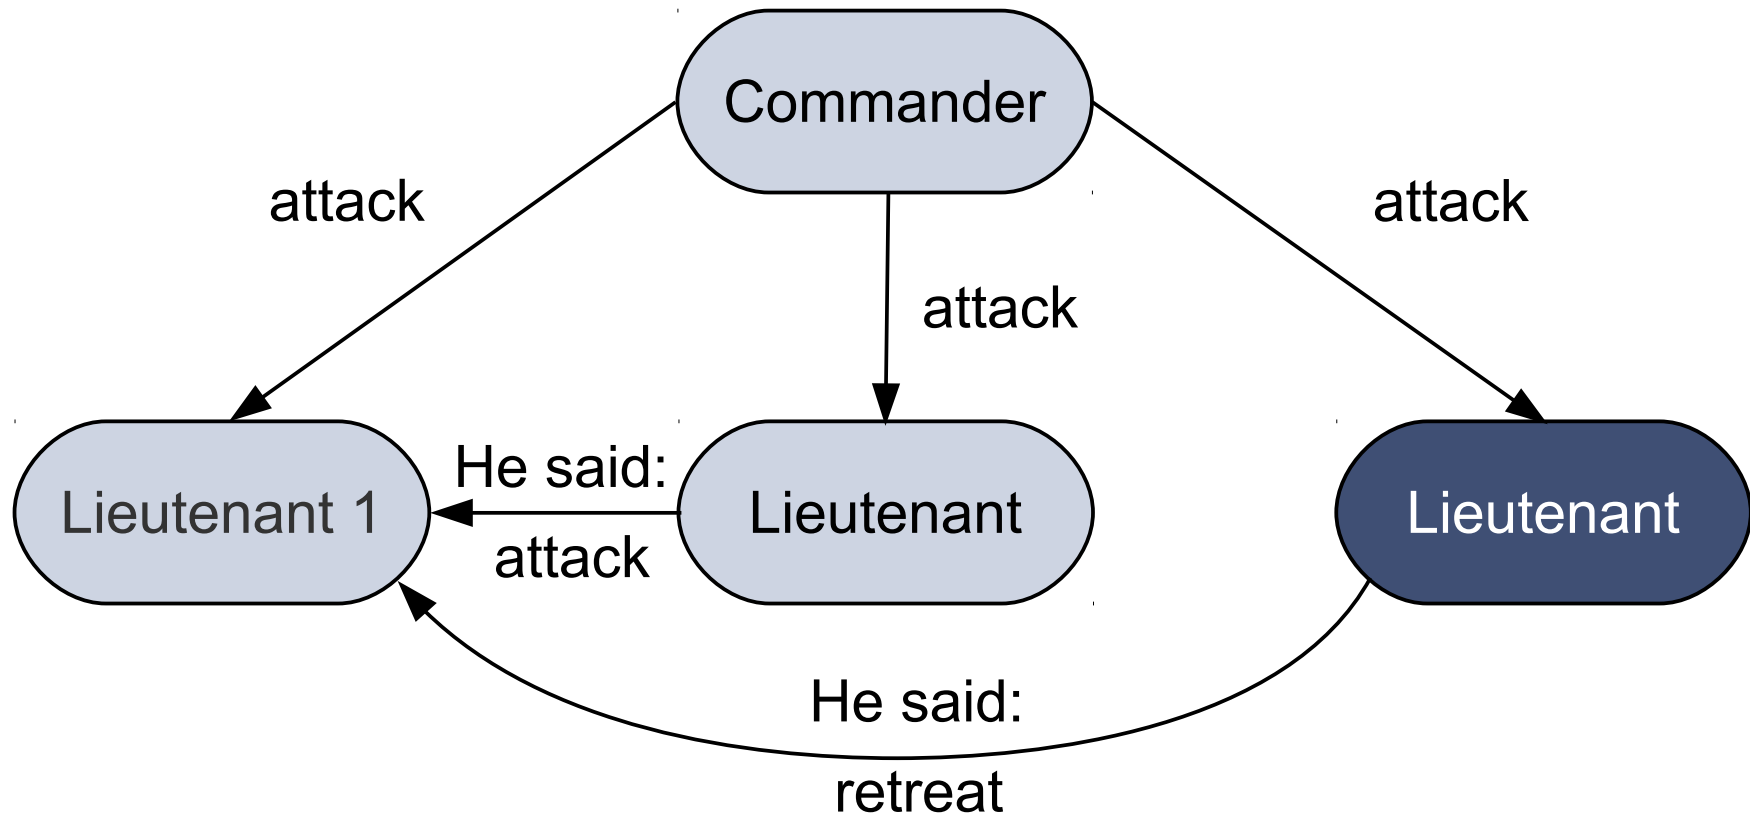 Commander
attack
attack
attack
He said:
Lieutenant 1
Lieutenant
Lieutenant
attack
He said:
retreat